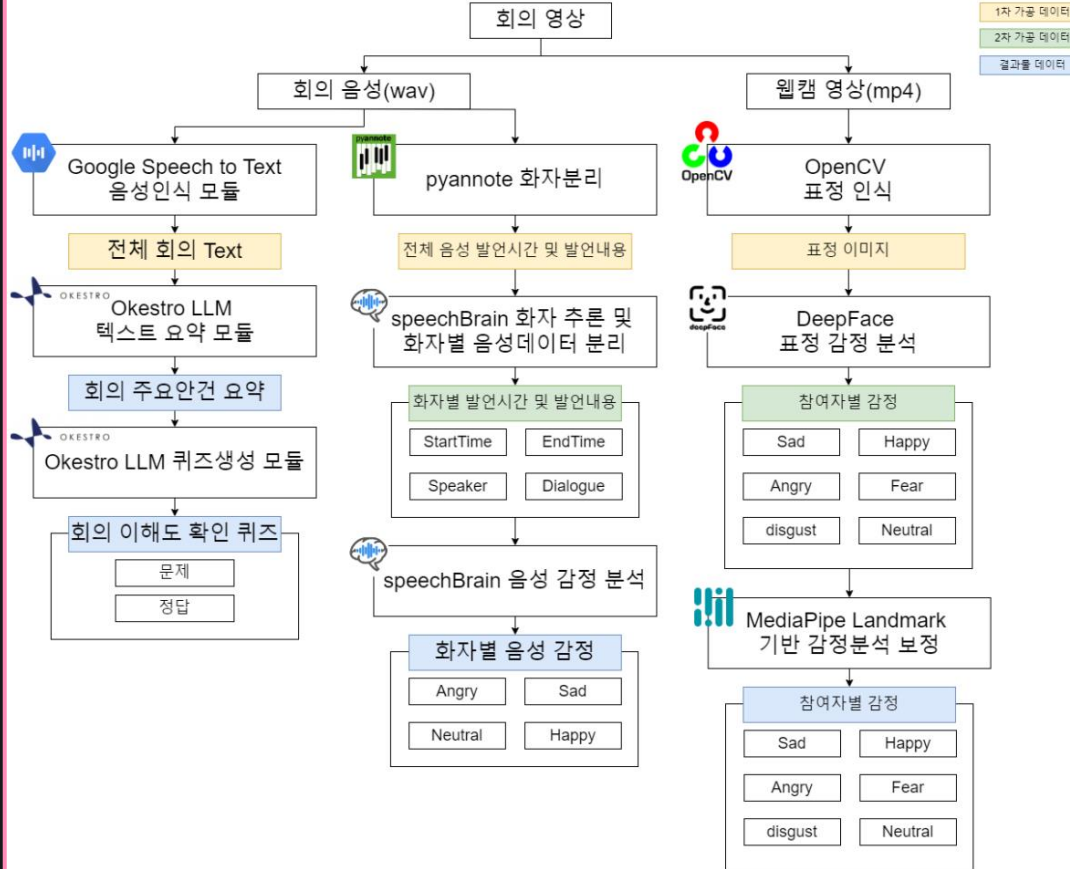 회의 영상
1차 가공 데이터
2차 가공 데이터
결과물 데이터
회의 음성(wav)
웹캠 영상(mp4)
Google Speech to Text
음성인식 모듈
전체 회의 Text
OKESTRO
Okestro LLM
텍스트 요약 모듈
회의 주요안건 요약
OKESTRO
Okestro LLM 퀴즈생성 모듈
회의 이해도 확인 퀴즈
문제
정답
pyannote
pyannote 화자분리
전체 음성 발언시간 및 발언내용
speechBrain 화자 추론 및
화자별 음성데이터 분리
화자별 발언시간 및 발언내용
StartTime EndTime
Speaker Dialogue
speechBrain 음성 감정 분석
화자별 음성 감정
Angry Sad
Neutral Happy
OpenCV
OpenCV
표정 인식
표정 이미지
deepFace
DeepFace
표정 감정 분석
참여자별 감정
Sad Happy
Angry Fear
disgust Neutral
MediaPipe Landmark
기반 감정분석 보정
참여자별 감정
Sad Happy
Angry Fear
disgust Neutral